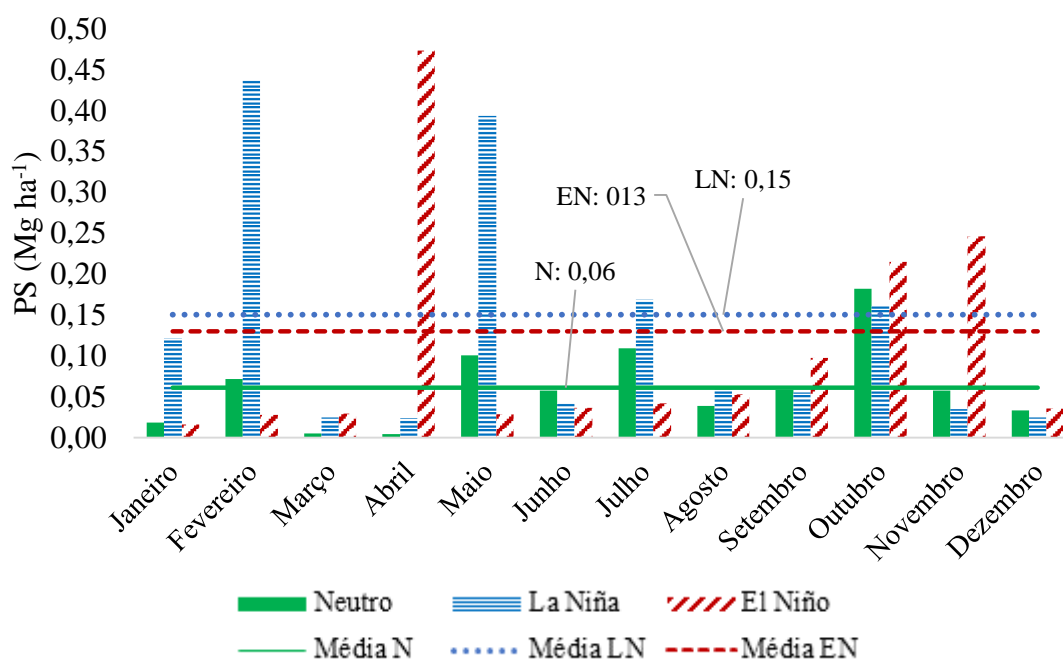 0,50
0,45
0,40
0,35
0,30
0,25
0,20
0,15
0,10
0,05
0,00
PS (Mg ha⁻¹)
EN: 013
LN: 0,15
N: 0,06
Janeiro
Fevereiro
Março
Abril
Maio
Junho
Julho
Agosto
Setembro
Outubro
Novembro
Dezembro
Neutro La Niña El Niño
Média N Média LN Média EN